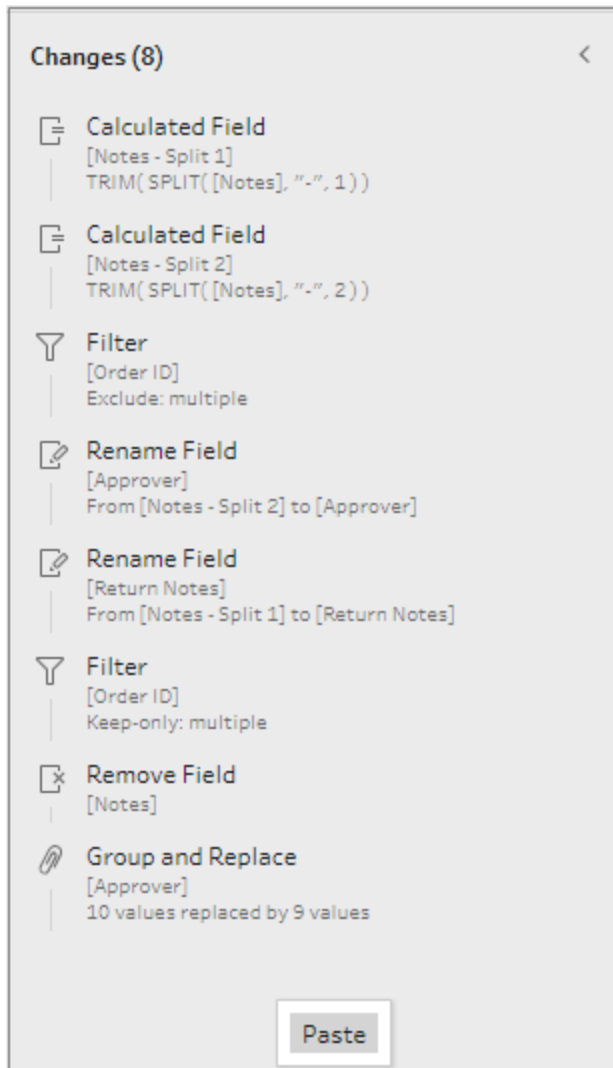 Changes (8)
Calculated Field
[Notes - Split 1]
TRIM( SPLIT( [Notes], "-", 1 ) )
Calculated Field
[Notes - Split 2]
TRIM( SPLIT( [Notes], "-", 2 ) )
Filter
[Order ID]
Exclude: multiple
Rename Field
[Approver]
From [Notes - Split 2] to [Approver]
Rename Field
[Return Notes]
From [Notes - Split 1] to [Return Notes]
Filter
[Order ID]
Keep-only: multiple
Remove Field
[Notes]
Group and Replace
[Approver]
10 values replaced by 9 values
Paste